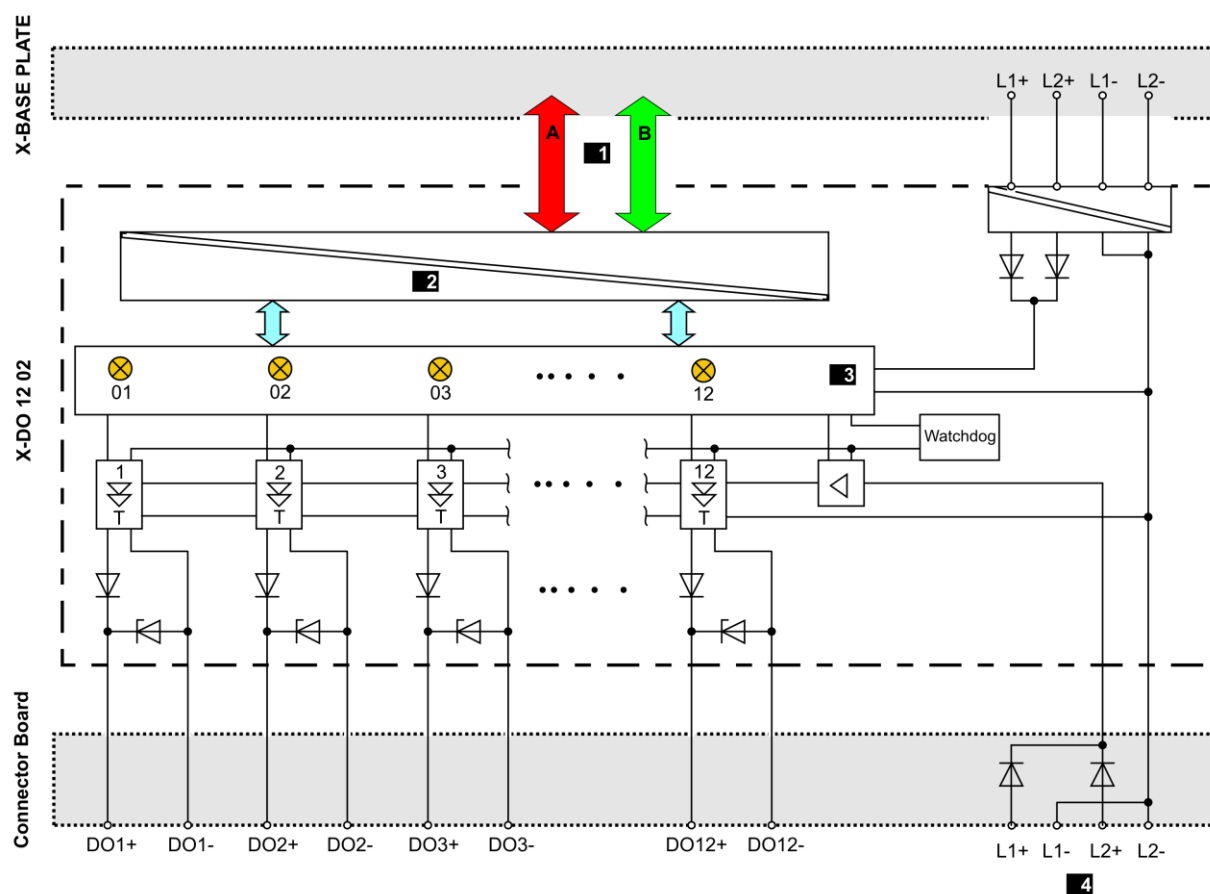 X-BASE PLATE
L1+ L2+ L1- L2-
A B
1
2
X-DO 12 02
01 02 03 12
3
Watchdog
1 2 3 12
T T T T
Connector Board
DO1+ DO1- DO2+ DO2- DO3+ DO3- DO12+ DO12-
L1+ L1- L2+ L2-
4